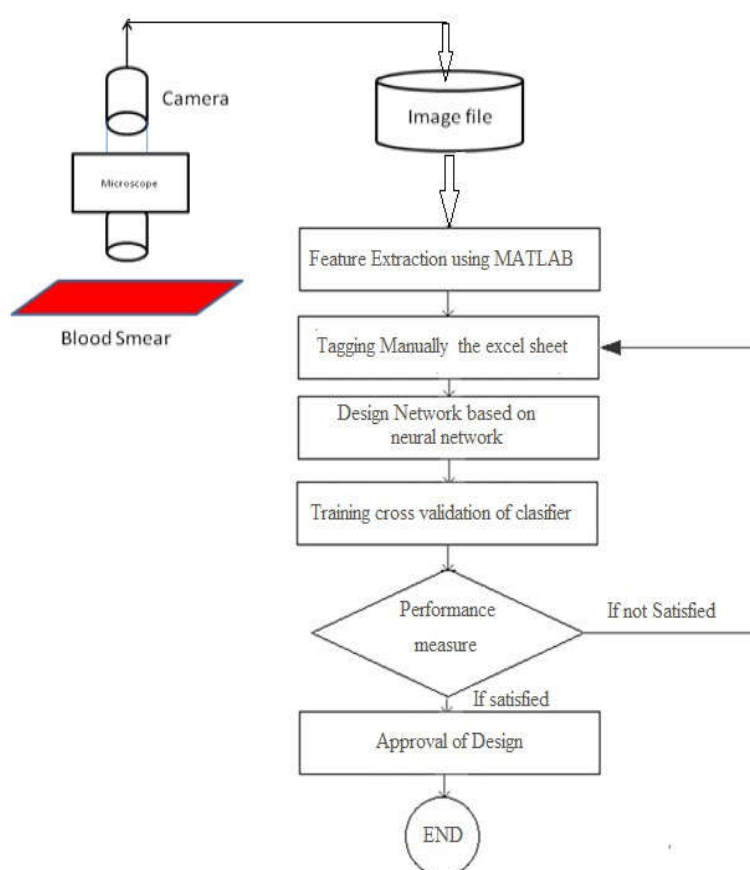 Camera
Microscope
Blood Smear
Image file
Feature Extraction using MATLAB
Tagging Manually the excel sheet
Design Network based on
neural network
Training cross validation of clasifier
Performance
measure
If not Satisfied
If satisfied
Approval of Design
END